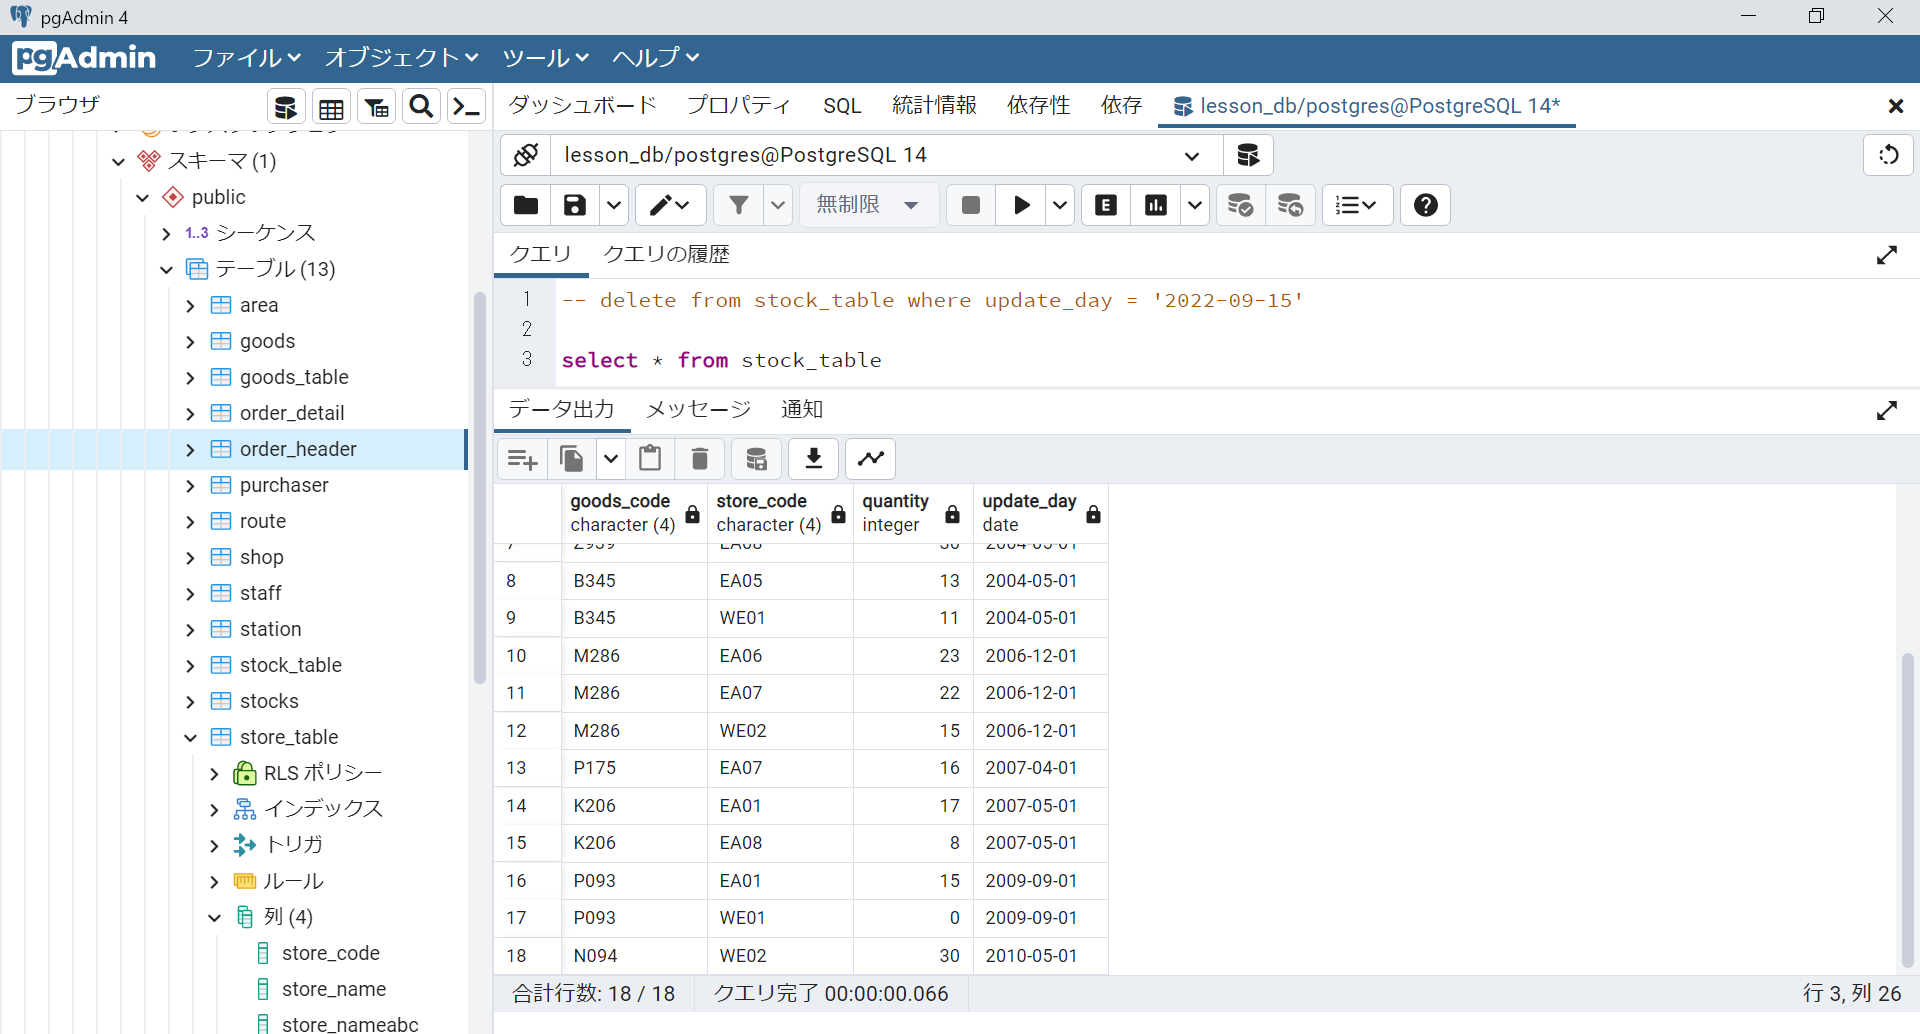 pgAdmin 4
pgAdmin ファイル オブジェクト ツール ヘルプ
ブラウザ
ダッシュボード プロパティ SQL 統計情報 依存性 依存 lesson_db/postgres@PostgreSQL 14*
スキーマ (1)
public
1..3 シーケンス
テーブル (13)
area
goods
goods_table
order_detail
order_header
purchaser
route
shop
staff
station
stock_table
stocks
store_table
RLS ポリシー
インデックス
トリガ
ルール
列 (4)
store_code
store_name
store_nameabc
lesson_db/postgres@PostgreSQL 14
無制限 E
クエリ クエリの履歴
1 -- delete from stock_table where update_day = '2022-09-15'
2
3 select * from stock_table
データ出力 メッセージ 通知
goods_code store_code quantity update_day
character (4) character (4) integer date
8 B345 EA05 13 2004-05-01
9 B345 WE01 11 2004-05-01
10 M286 EA06 23 2006-12-01
11 M286 EA07 22 2006-12-01
12 M286 WE02 15 2006-12-01
13 P175 EA07 16 2007-04-01
14 K206 EA01 17 2007-05-01
15 K206 EA08 8 2007-05-01
16 P093 EA01 15 2009-09-01
17 P093 WE01 0 2009-09-01
18 N094 WE02 30 2010-05-01
合計行数: 18 / 18 クエリ完了 00:00:00.066
行 3, 列 26